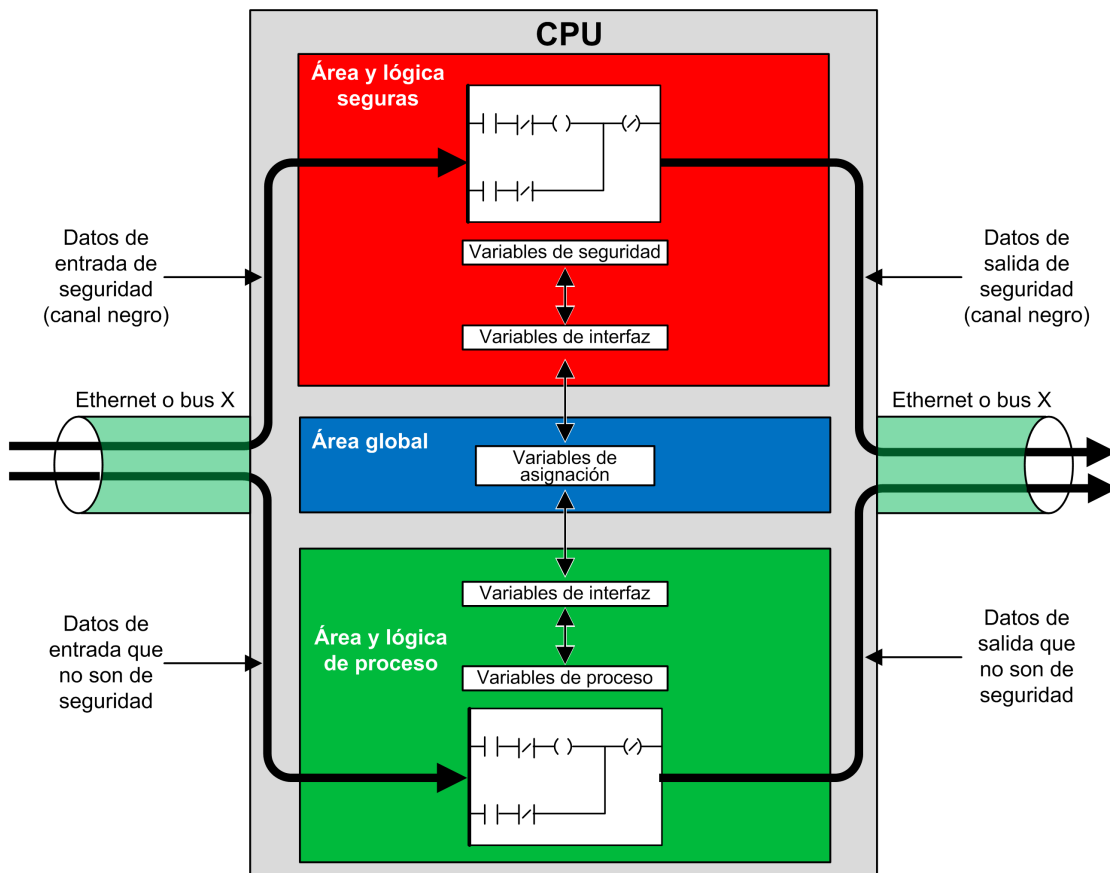 CPU
Área y lógica
seguras
Variables de seguridad
Variables de interfaz
Datos de
entrada de
seguridad
(canal negro)
Datos de
salida de
seguridad
(canal negro)
Ethernet o bus X
Ethernet o bus X
Área global
Variables de
asignación
Variables de interfaz
Área y lógica
de proceso
Variables de proceso
Datos de
entrada que
no son de
seguridad
Datos de
salida que
no son de
seguridad